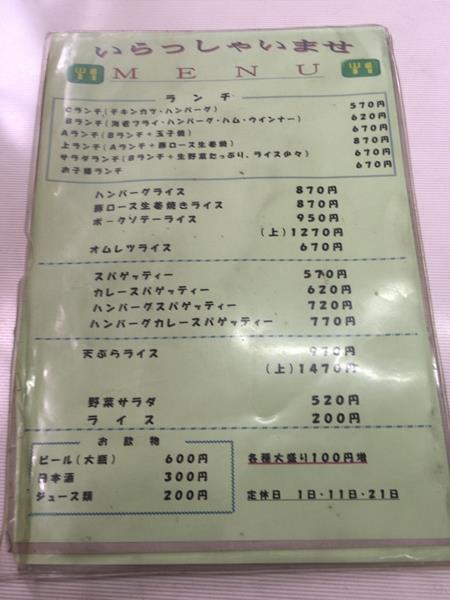 いらっしゃいませ
MENU
ランチ
Cランチ(チキンカツ・ハンバーグ) 570円
Bランチ(海老フライ・ハンバーグ・ハム・ウインナー) 620円
Aランチ(Bランチ+玉子焼) 670円
上ランチ(Aランチ+豚ロース生姜焼) 870円
サラダランチ(Bランチ+生野菜たっぷり、ライス少々) 670円
お子様ランチ 670円
ハンバーグライス 870円
豚ロース生姜焼きライス 870円
ポークソテーライス 950円
(上)1270円
オムレツライス 670円
スパゲッティー 570円
カレースパゲッティー 620円
ハンバーグスパゲッティー 720円
ハンバーグカレースパゲッティー 770円
天ぷらライス 970円
(上)1470円
野菜サラダ 520円
ライス 200円
お飲物
ビール(大瓶) 600円
日本酒 300円
ジュース類 200円
各種大盛り100円増
定休日 1日・11日・21日